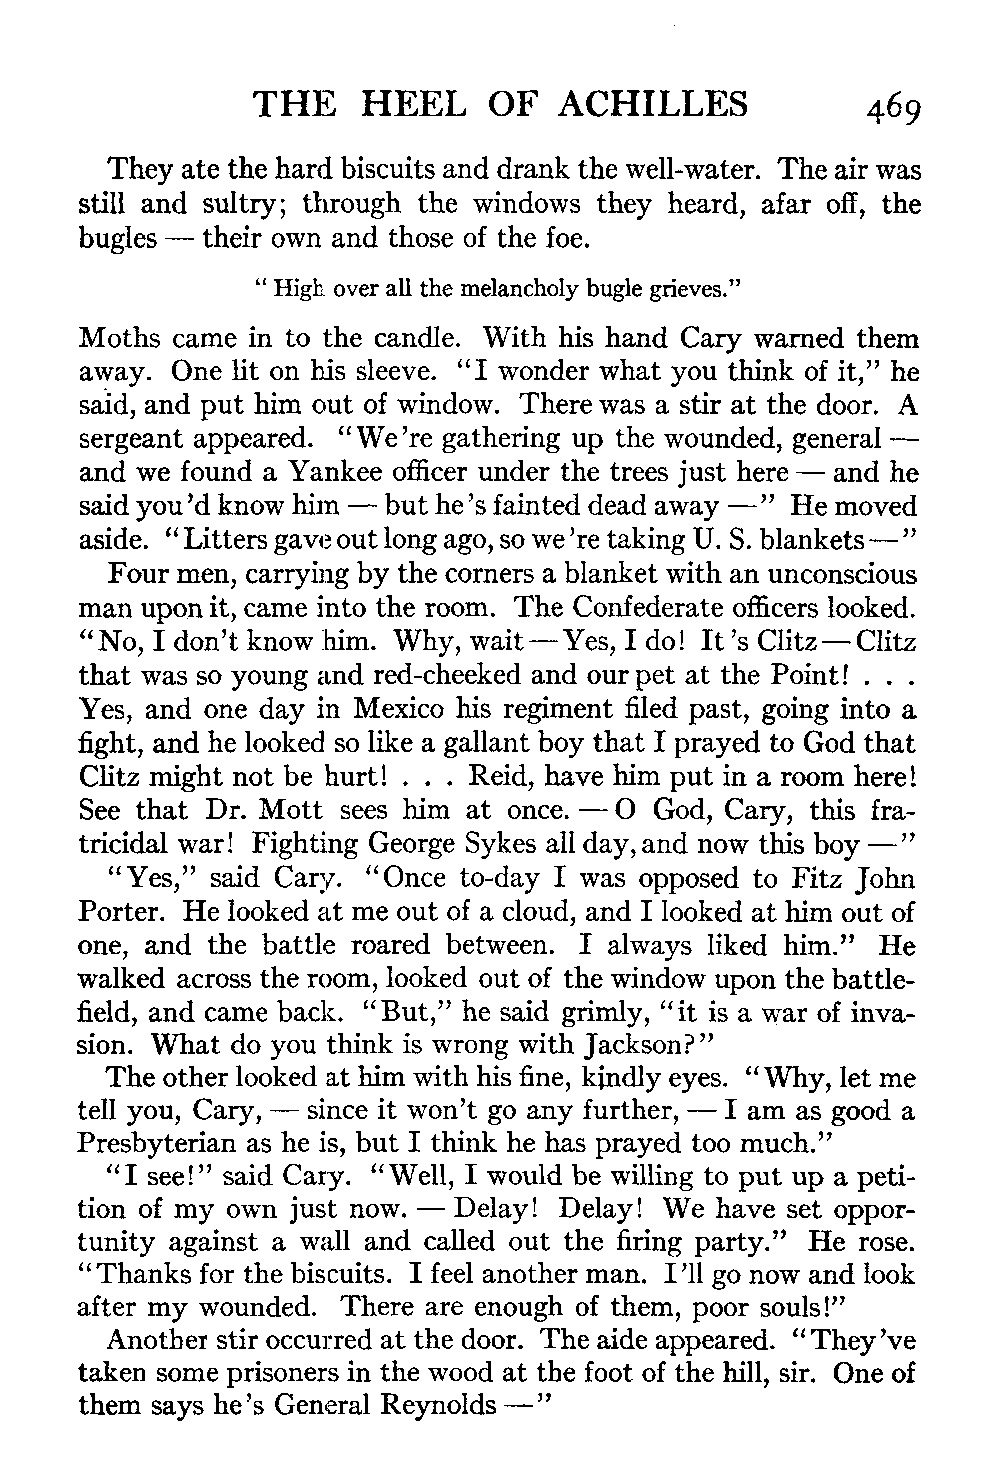 THE HEEL OF ACHILLES 469
They ate the hard biscuits and drank the well-water. The air was
still and sultry; through the windows they heard, afar off, the
bugles — their own and those of the foe.
“ High over all the melancholy bugle grieves.”
Moths came in to the candle. With his hand Cary warned them
away. One lit on his sleeve. “I wonder what you think of it,” he
said, and put him out of window. There was a stir at the door. A
sergeant appeared. “We’re gathering up the wounded, general —
and we found a Yankee officer under the trees just here — and he
said you’d know him — but he’s fainted dead away —” He moved
aside. “Litters gave out long ago, so we’re taking U. S. blankets—”
Four men, carrying by the corners a blanket with an unconscious
man upon it, came into the room. The Confederate officers looked.
“No, I don’t know him. Why, wait — Yes, I do! It’s Clitz — Clitz
that was so young and red-cheeked and our pet at the Point! . . .
Yes, and one day in Mexico his regiment filed past, going into a
fight, and he looked so like a gallant boy that I prayed to God that
Clitz might not be hurt! . . . Reid, have him put in a room here!
See that Dr. Mott sees him at once. — O God, Cary, this fra-
tricidal war! Fighting George Sykes all day, and now this boy —”
“Yes,” said Cary. “Once to-day I was opposed to Fitz John
Porter. He looked at me out of a cloud, and I looked at him out of
one, and the battle roared between. I always liked him.” He
walked across the room, looked out of the window upon the battle-
field, and came back. “But,” he said grimly, “it is a war of inva-
sion. What do you think is wrong with Jackson?”
The other looked at him with his fine, kindly eyes. “Why, let me
tell you, Cary, — since it won’t go any further, — I am as good a
Presbyterian as he is, but I think he has prayed too much.”
“I see!” said Cary. “Well, I would be willing to put up a peti-
tion of my own just now. — Delay! Delay! We have set oppor-
tunity against a wall and called out the firing party.” He rose.
“Thanks for the biscuits. I feel another man. I’ll go now and look
after my wounded. There are enough of them, poor souls!”
Another stir occurred at the door. The aide appeared. “They’ve
taken some prisoners in the wood at the foot of the hill, sir. One of
them says he’s General Reynolds —”